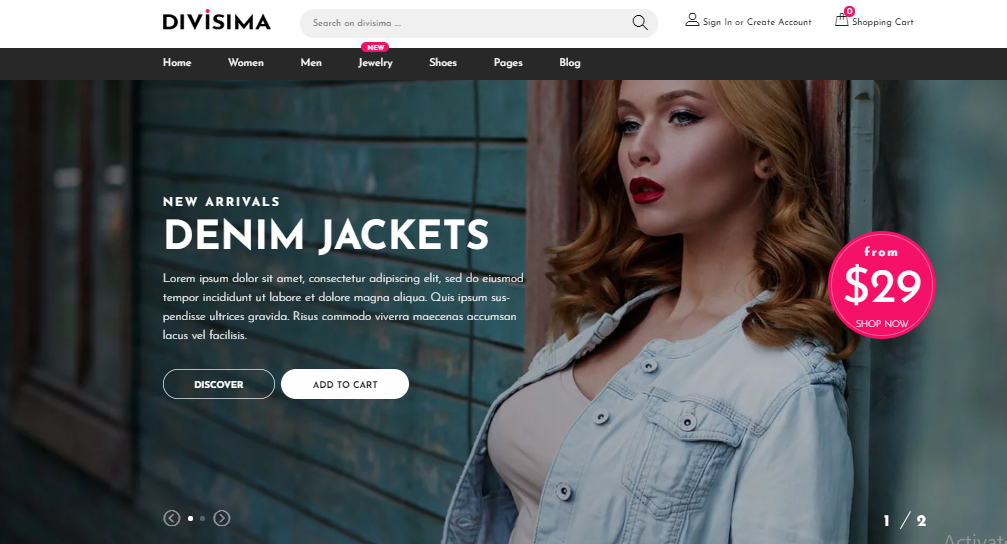 DIVISIMA
Search on divisima ....
Sign In or Create Account
0
Shopping Cart
NEW
Home Women Men Jewelry Shoes Pages Blog
NEW ARRIVALS
DENIM JACKETS
Lorem ipsum dolor sit amet, consectetur adipiscing elit, sed do eiusmod
tempor incididunt ut labore et dolore magna aliqua. Quis ipsum sus-
pendisse ultrices gravida. Risus commodo viverra maecenas accumsan
lacus vel facilisis.
DISCOVER
ADD TO CART
from
$29
SHOP NOW
1 / 2
Activat